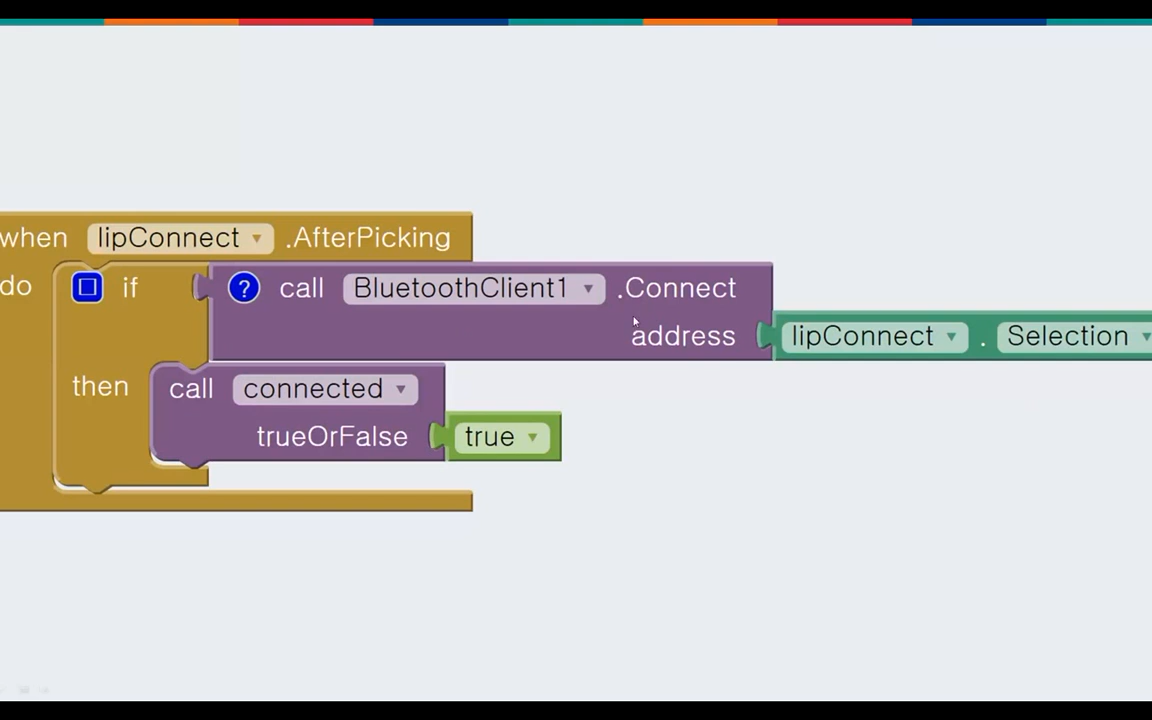 when lipConnect .AfterPicking
do if ? call BluetoothClient1 .Connect
address lipConnect . Selection
then call connected
trueOrFalse true